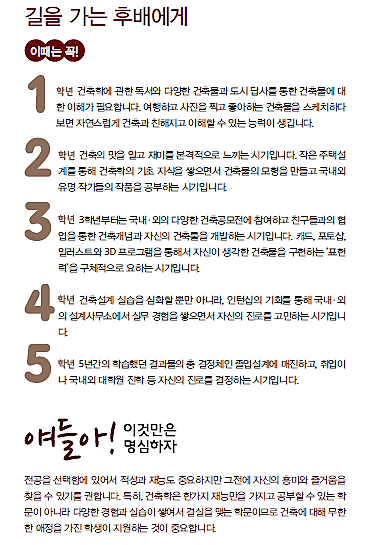 길을 가는 후배에게
이때는 꼭!
1 학년 건축학에 관한 독서와 다양한 건축물과 도시 답사를 통한 건축물에 대
한 이해가 필요합니다. 여행하고 사진을 찍고 좋아하는 건축물을 스케치하다
보면 자연스럽게 건축과 친해지고 이해할 수 있는 능력이 생깁니다.
2 학년 건축의 맛을 알고 재미를 본격적으로 느끼는 시기입니다. 작은 주택설
계를 통해 건축학의 기초 지식을 쌓으면서 건축물의 모형을 만들고 국내외
유명 작가들의 작품을 공부하는 시기입니다.
3 학년 3학년부터는 국내·외의 다양한 건축공모전에 참여하고 친구들과의 협
업을 통한 건축개념과 자신의 건축툴을 개발하는 시기입니다. 캐드, 포토샵,
일러스트와 3D 프로그램을 통해서 자신이 생각한 건축물을 구현하는 '표현
력'을 구체적으로 요하는 시기입니다.
4 학년 건축설계 실습을 심화할 뿐만 아니라, 인턴십의 기회를 통해 국내·외
의 설계사무소에서 실무 경험을 쌓으면서 자신의 진로를 고민하는 시기입니
다.
5 학년 5년간의 학습했던 결과물의 총 결정체인 졸업설계에 매진하고, 취업이
나 국내외 대학원 진학 등 자신의 진로를 결정하는 시기입니다.
얘들아! 이것만은
명심하자
전공을 선택함에 있어서 적성과 재능도 중요하지만 그전에 자신의 흥미와 즐거움을
찾을 수 있기를 권합니다. 특히, 건축학은 한가지 재능만을 가지고 공부할 수 있는 학
문이 아니라 다양한 경험과 실습이 쌓여서 결실을 맺는 학문이므로 건축에 대해 무한
한 애정을 가진 학생이 지원하는 것이 중요합니다.